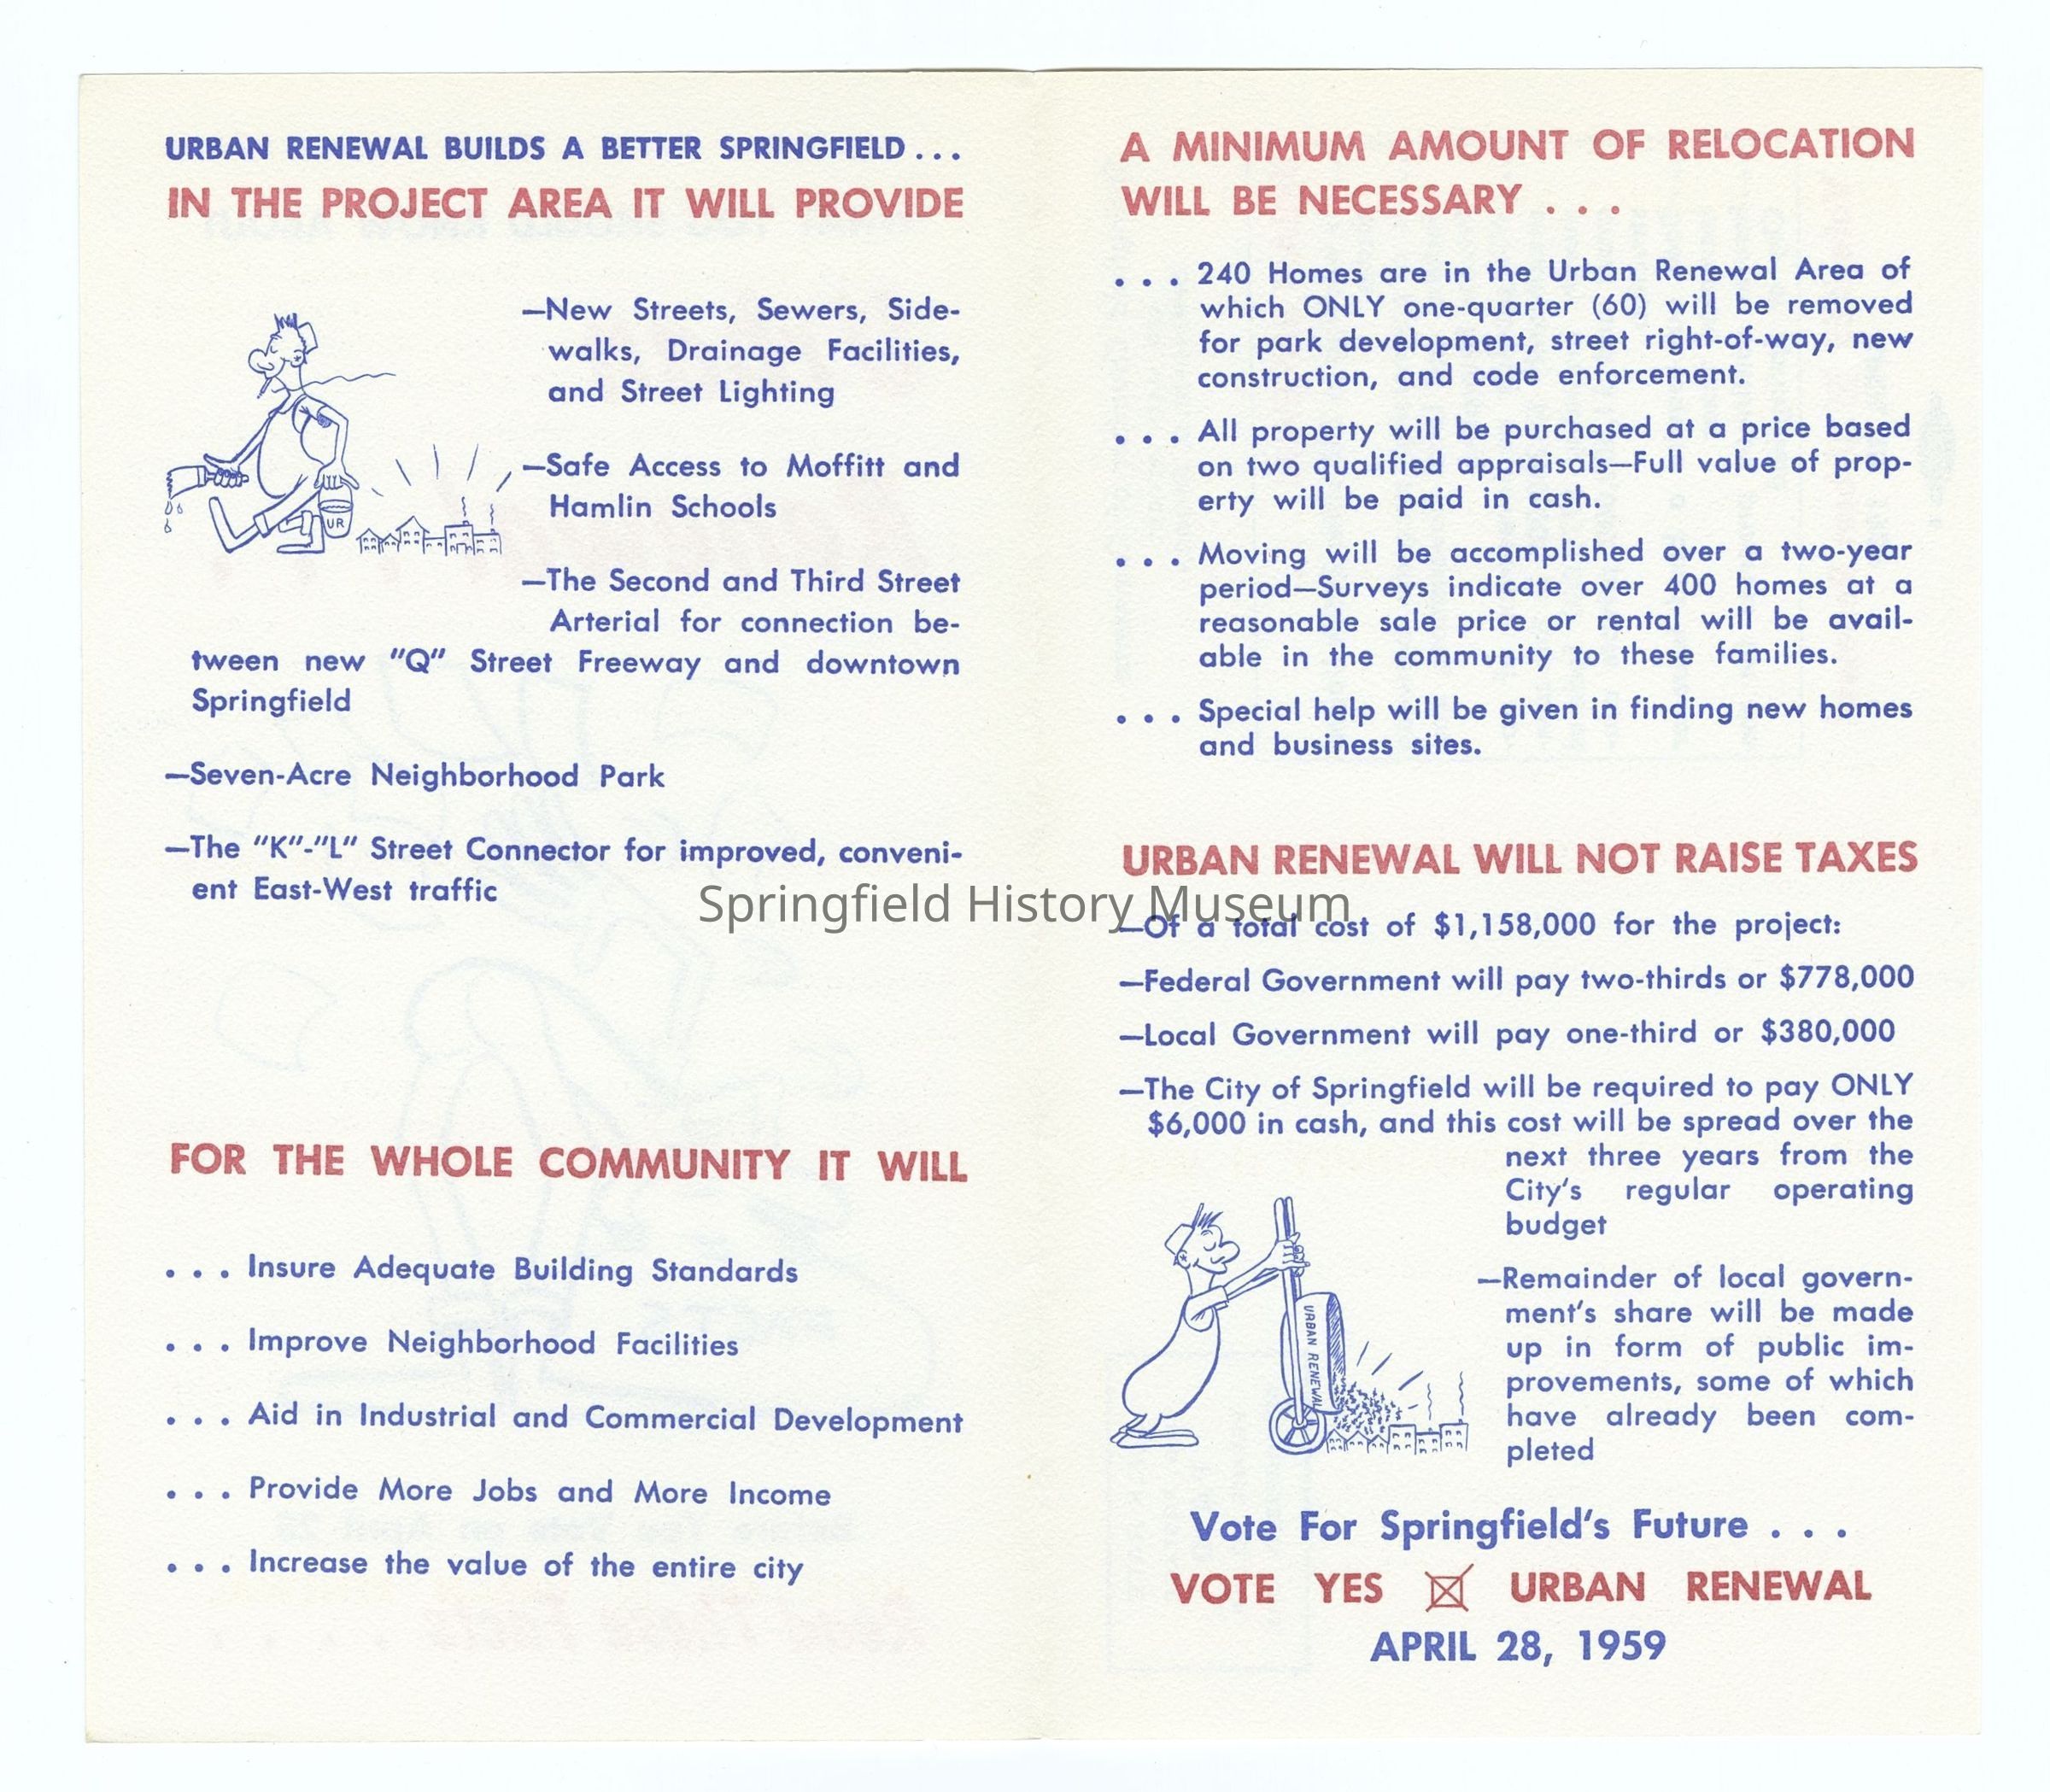 URBAN RENEWAL BUILDS A BETTER SPRINGFIELD . . .
IN THE PROJECT AREA IT WILL PROVIDE
—New Streets, Sewers, Side-
walks, Drainage Facilities,
and Street Lighting
—Safe Access to Moffitt and
Hamlin Schools
UR
—The Second and Third Street
Arterial for connection be-
tween new "Q" Street Freeway and downtown
Springfield
—Seven-Acre Neighborhood Park
—The "K"-"L" Street Connector for improved, conveni-
ent East-West traffic
FOR THE WHOLE COMMUNITY IT WILL
. . . Insure Adequate Building Standards
. . . Improve Neighborhood Facilities
. . . Aid in Industrial and Commercial Development
. . . Provide More Jobs and More Income
. . . Increase the value of the entire city
A MINIMUM AMOUNT OF RELOCATION
WILL BE NECESSARY . . .
. . . 240 Homes are in the Urban Renewal Area of
which ONLY one-quarter (60) will be removed
for park development, street right-of-way, new
construction, and code enforcement.
. . . All property will be purchased at a price based
on two qualified appraisals—Full value of prop-
erty will be paid in cash.
. . . Moving will be accomplished over a two-year
period—Surveys indicate over 400 homes at a
reasonable sale price or rental will be avail-
able in the community to these families.
. . . Special help will be given in finding new homes
and business sites.
URBAN RENEWAL WILL NOT RAISE TAXES
Springfield History Museum
—Of a total cost of $1,158,000 for the project:
—Federal Government will pay two-thirds or $778,000
—Local Government will pay one-third or $380,000
—The City of Springfield will be required to pay ONLY
$6,000 in cash, and this cost will be spread over the
next three years from the
City's regular operating
budget
URBAN RENEWAL
—Remainder of local govern-
ment's share will be made
up in form of public im-
provements, some of which
have already been com-
pleted
Vote For Springfield's Future . . .
VOTE YES ☒ URBAN RENEWAL
APRIL 28, 1959